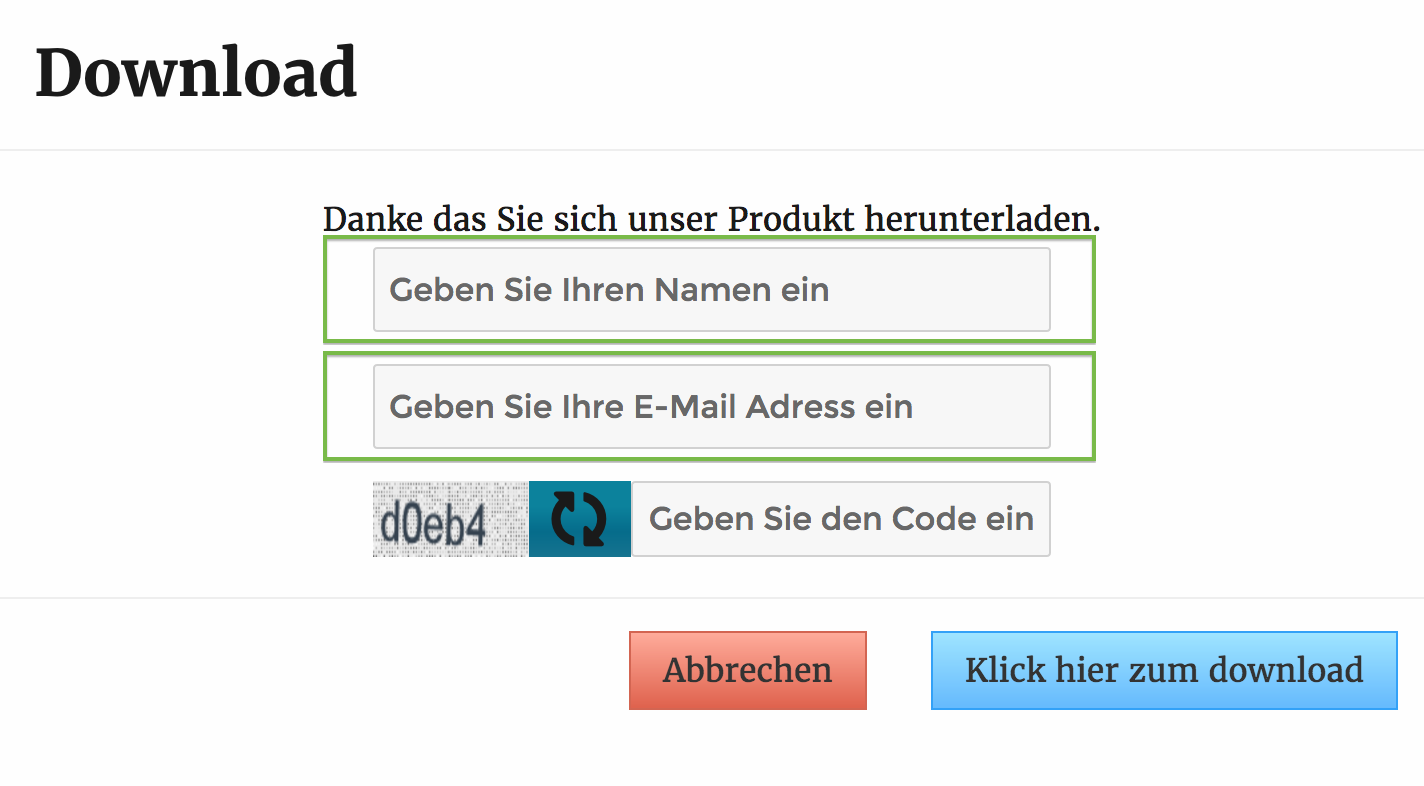 Download
Danke das Sie sich unser Produkt herunterladen.
Geben Sie Ihren Namen ein
Geben Sie Ihre E-Mail Adress ein
d0eb4
Geben Sie den Code ein
Abbrechen
Klick hier zum download